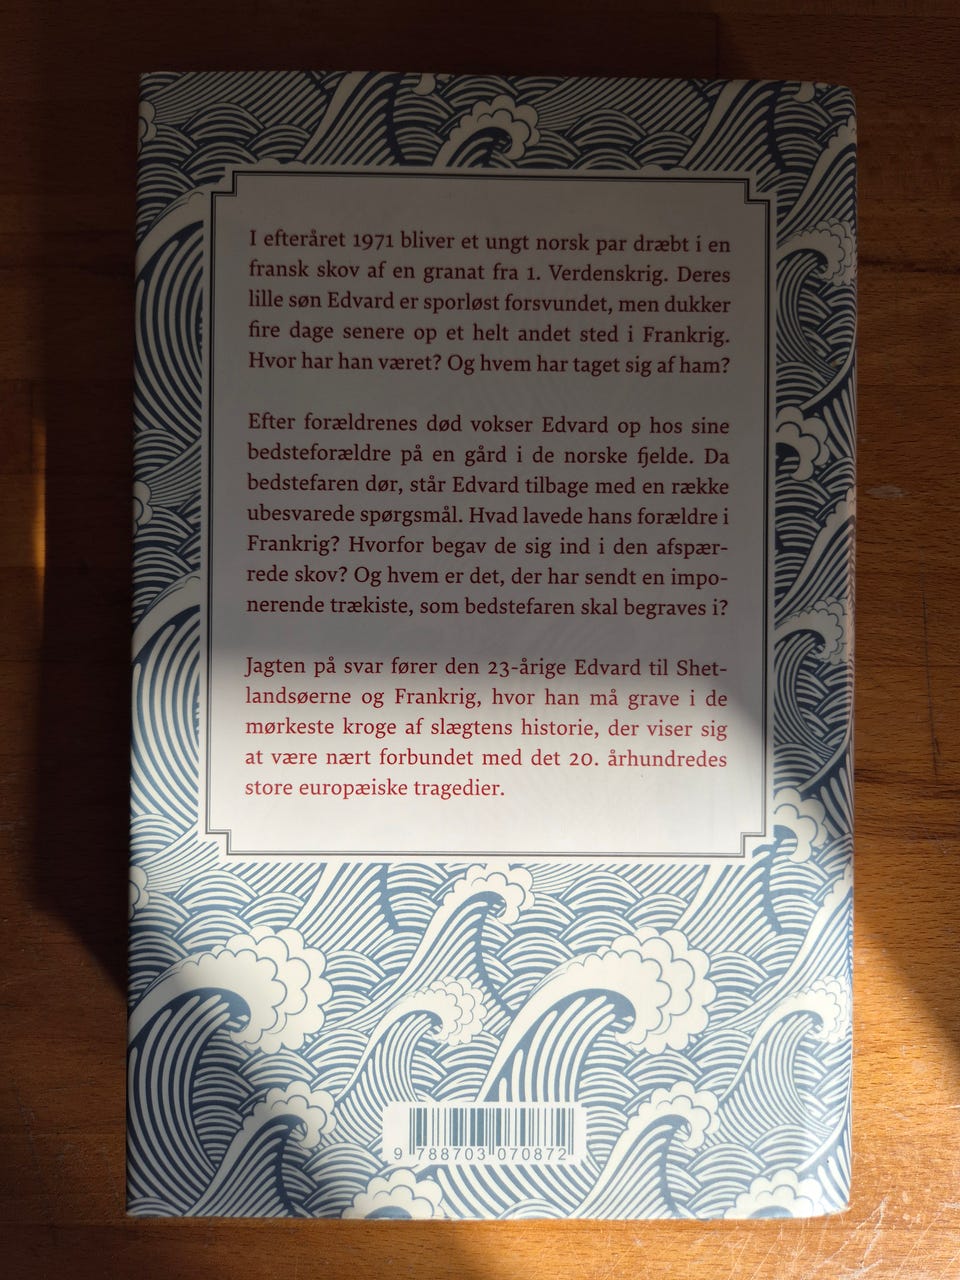 I efteråret 1971 bliver et ungt norsk par dræbt i en
fransk skov af en granat fra 1. Verdenskrig. Deres
lille søn Edvard er sporløst forsvundet, men dukker
fire dage senere op et helt andet sted i Frankrig.
Hvor har han været? Og hvem har taget sig af ham?
Efter forældrenes død vokser Edvard op hos sine
bedsteforældre på en gård i de norske fjelde. Da
bedstefaren dør, står Edvard tilbage med en række
ubesvarede spørgsmål. Hvad lavede hans forældre i
Frankrig? Hvorfor begav de sig ind i den afspær-
rede skov? Og hvem er det, der har sendt en impo-
nerende trækiste, som bedstefaren skal begraves i?
Jagten på svar fører den 23-årige Edvard til Shet-
landsøerne og Frankrig, hvor han må grave i de
mørkeste kroge af slægtens historie, der viser sig
at være nært forbundet med det 20. århundredes
store europæiske tragedier.
9 788703 070872